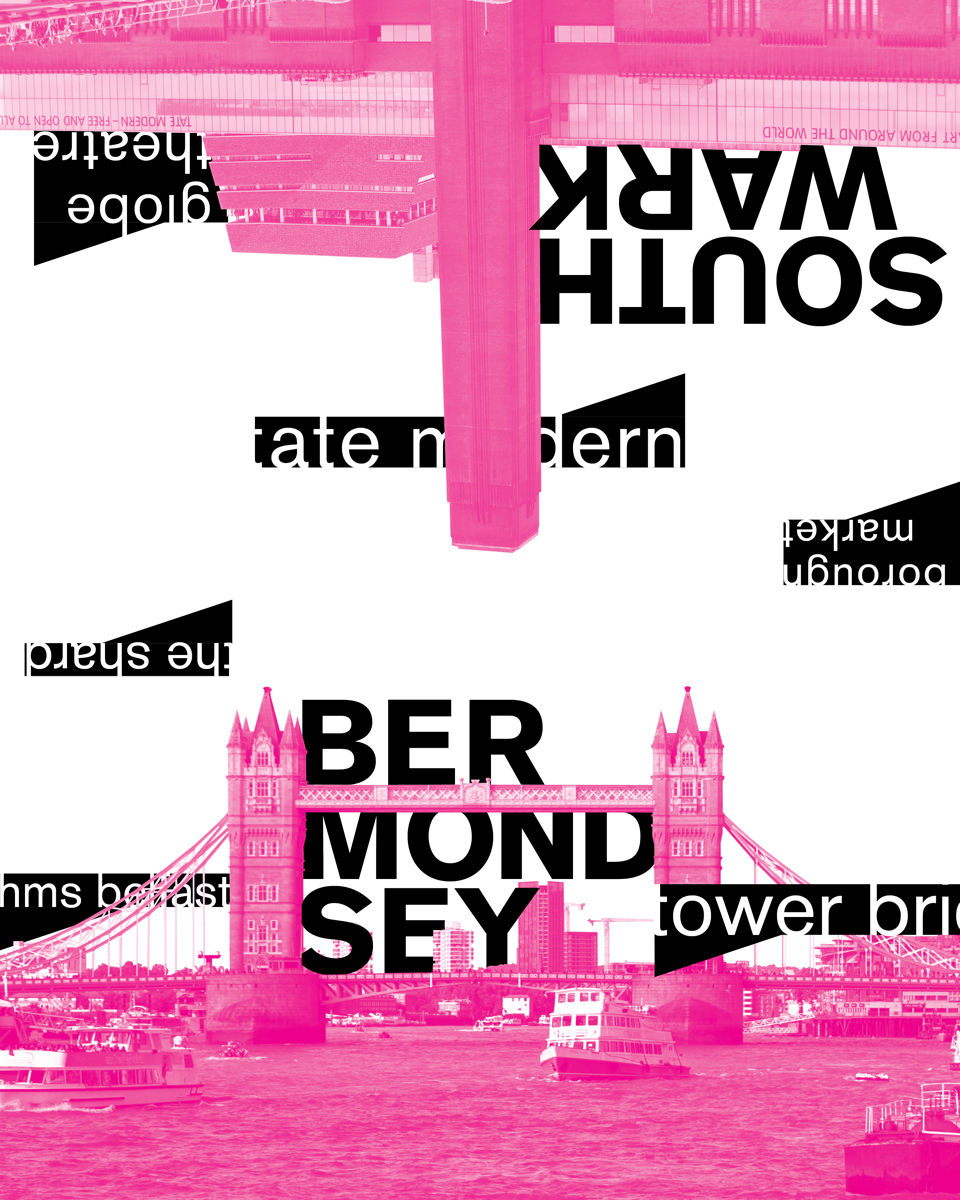 TATE MODERN – FREE AND OPEN TO ALL
ART FROM AROUND THE WORLD
globe
theatre
SOUTH
WARK
tate modern
borough
market
the shard
BER
MOND
SEY
hms belfast
tower bri